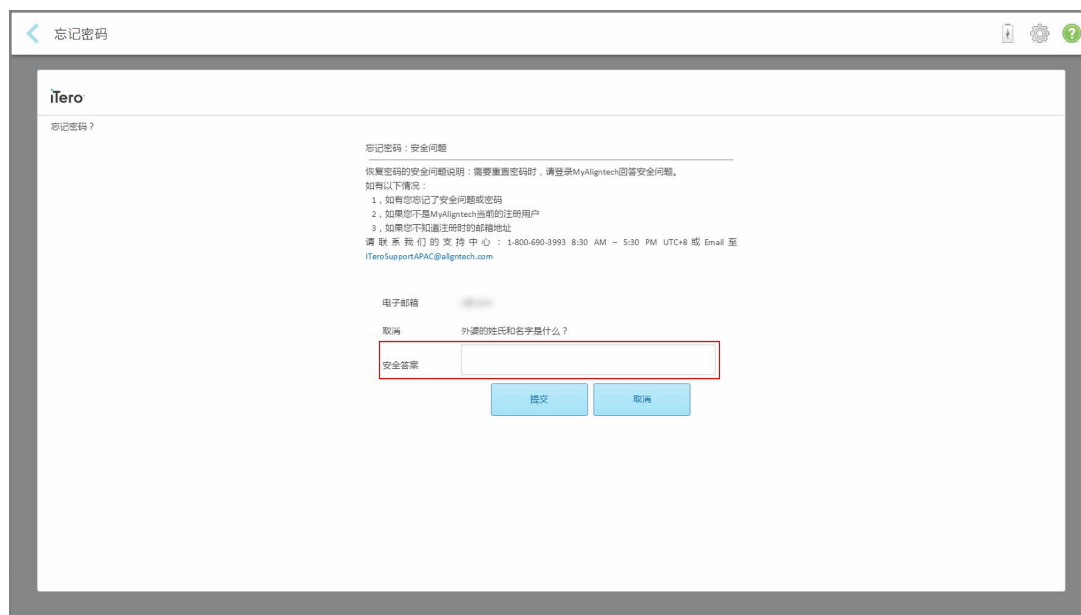 忘记密码
?
iTero
忘记密码？
忘记密码：安全问题
恢复密码的安全问题说明：需要重置密码时，请登录MyAligntech回答安全问题。
如有以下情况：
1，如有您忘记了安全问题或密码
2，如果您不是MyAligntech当前的注册用户
3，如果您不知道注册时的邮箱地址
请联系我们的支持中心：1-800-690-3993 8:30 AM – 5:30 PM UTC+8 或 Email 至
iTeroSupportAPAC@aligntech.com
电子邮箱
取消 外婆的姓氏和名字是什么？
安全答案
提交 取消